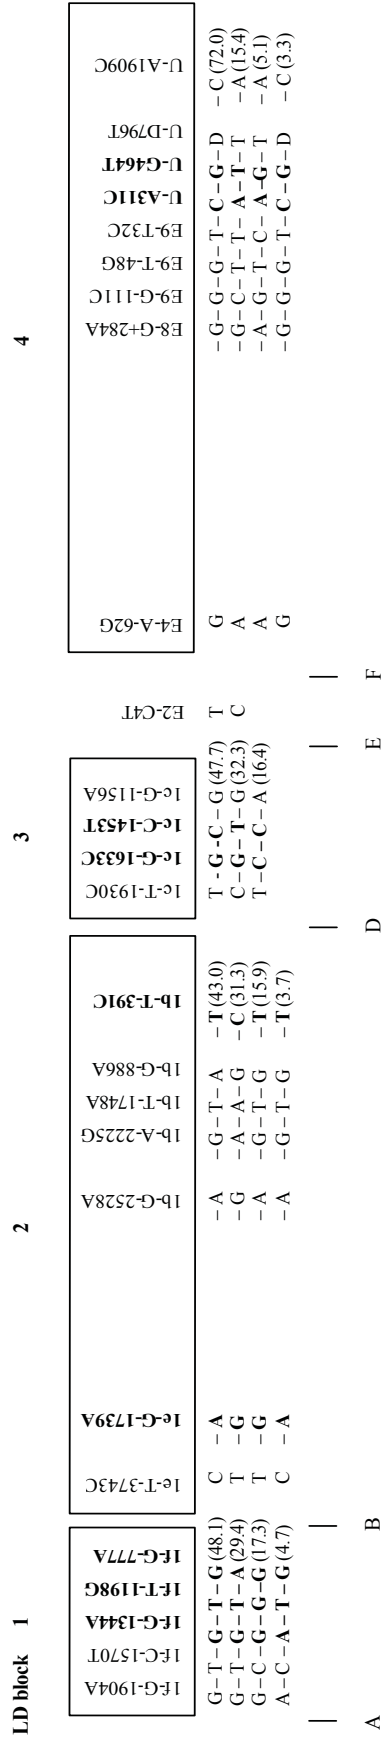 LD block 1 2 3 4
1f-G-1904A 1f-C-1570T 1f-G-1344A 1f-T-1198G 1f-G-777A 1e-T-3743C 1e-G-1739A 1b-G-2528A 1b-A-2225G 1b-T-1748A 1b-G-886A 1b-T-391C 1c-T-1930C 1c-G-1633C 1c-C-1453T 1c-G-1156A E2-C4T E4-A-62G E8-G+284A E9-G-111C E9-T-48G E9-T32C U-A311C U-G464T U-D796T U-A1909C
G–T–G–T–G (48.1) C –A –A –G–T–A –T (43.0) T - G -C–G (47.7) T G –G–G–G–T–C–G–D –C (72.0)
G–T–G–T–A (29.4) T –G –G –A–A–G –C (31.3) C–G–T–G (32.3) C A –G–C–T–T–A–T–T –A (15.4)
G–C–G–G–G (17.3) T –G –A –G–T–G –T (15.9) T–C–C–A (16.4) A –A–G–T–C–A–G–T –A (5.1)
A–C–A–T–G (4.7) C –A –A –G–T–G –T (3.7) G –G–G–G–T–C–G–D –C (3.3)
A B D E F